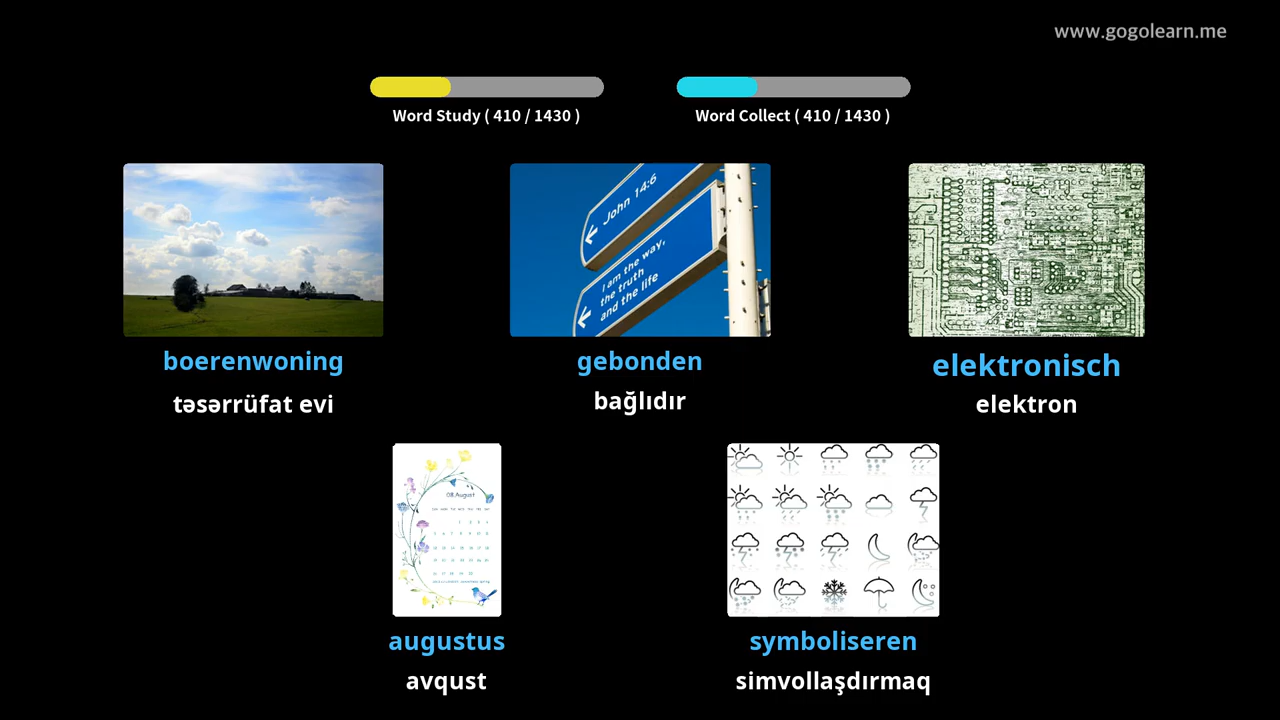 www.gogolearn.me
Word Study ( 410 / 1430 )
Word Collect ( 410 / 1430 )
John 14:6
I am the way,
the truth
and the life
boerenwoning
gebonden
elektronisch
təsərrüfat evi
bağlıdır
elektron
08.August
augustus
symboliseren
avqust
simvollaşdırmaq